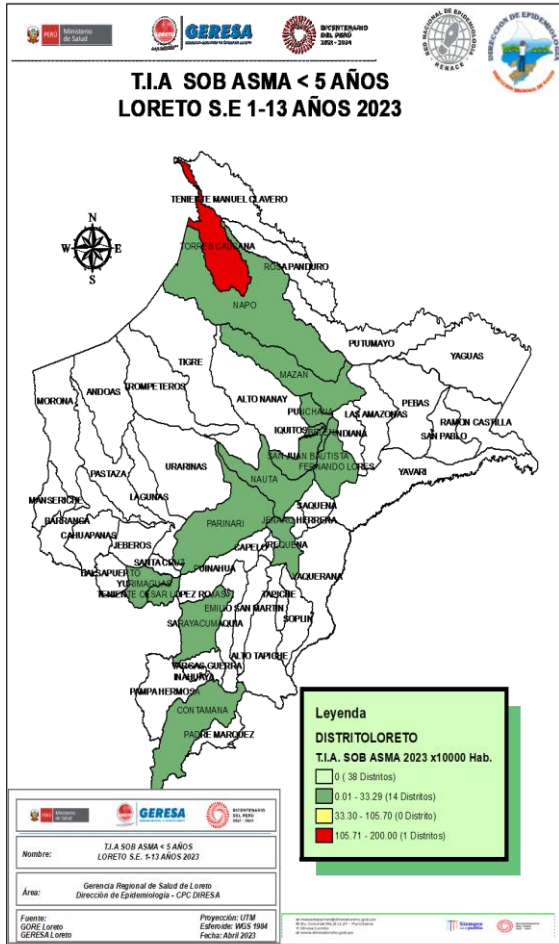 PERÚ Ministerio de Salud
LORETO
GERESA
BICENTENARIO DEL PERÚ 2021 - 2024
RED NACIONAL DE EPIDEMIOLOGIA
RENACE
DIRECCION DE EPIDEMIOLOGIA
T.I.A SOB ASMA < 5 AÑOS
LORETO S.E 1-13 AÑOS 2023
N
W E
S
TENIENTE MANUEL CLAVERO
TORRES CAUSANA
ROSA PANDURO
NAPO
PUTUMAYO
YAGUAS
TIGRE
MAZAN
TROMPETEROS
ANDOAS
MORONA
ALTO NANAY
PUNCHANA
LAS AMAZONAS
PEBAS
RAMON CASTILLA
IQUITOS
BELEN
INDIANA
SAN PABLO
SAN JUAN BAUTISTA
FERNANDO LORES
YAVARI
URARINAS
NAUTA
PASTAZA
LAGUNAS
MANSERICHE
SAQUENA
BARRANCA
PARINARI
JENARO HERRERA
CAHUAPANAS
JEBEROS
CAPELO
REQUENA
SANTA CRUZ
PUINAHUA
YAQUERANA
BALSAPUERTO
YURIMAGUAS
TENIENTE CESAR LOPEZ ROJAS
TAPICHE
EMILIO SAN MARTIN
SOPLIN
SARAYACU
MAQUIA
ALTO TAPICHE
VARGAS GUERRA
INAHUAYA
PAMPA HERMOSA
CONTAMANA
PADRE MARQUEZ
Leyenda
DISTRITOLORETO
T.I.A. SOB ASMA 2023 x10000 Hab.
0 ( 38 Distritos)
0.01 - 33.29 (14 Distritos)
33.30 - 105.70 (0 Distrito)
105.71 - 200.00 (1 Distritos)
PERÚ Ministerio de Salud
GERESA
BICENTENARIO DEL PERÚ 2021 - 2024
Nombre: T.I.A SOB ASMA < 5 AÑOS
LORETO S.E. 1-13 AÑOS 2023
Área: Gerencia Regional de Salud de Loreto
Dirección de Epidemiología - CPC DIRESA
Fuente: Proyección: UTM
GORE Loreto Esferoide: WGS 1984
GERESA Loreto Fecha: Abril 2023
Siempre